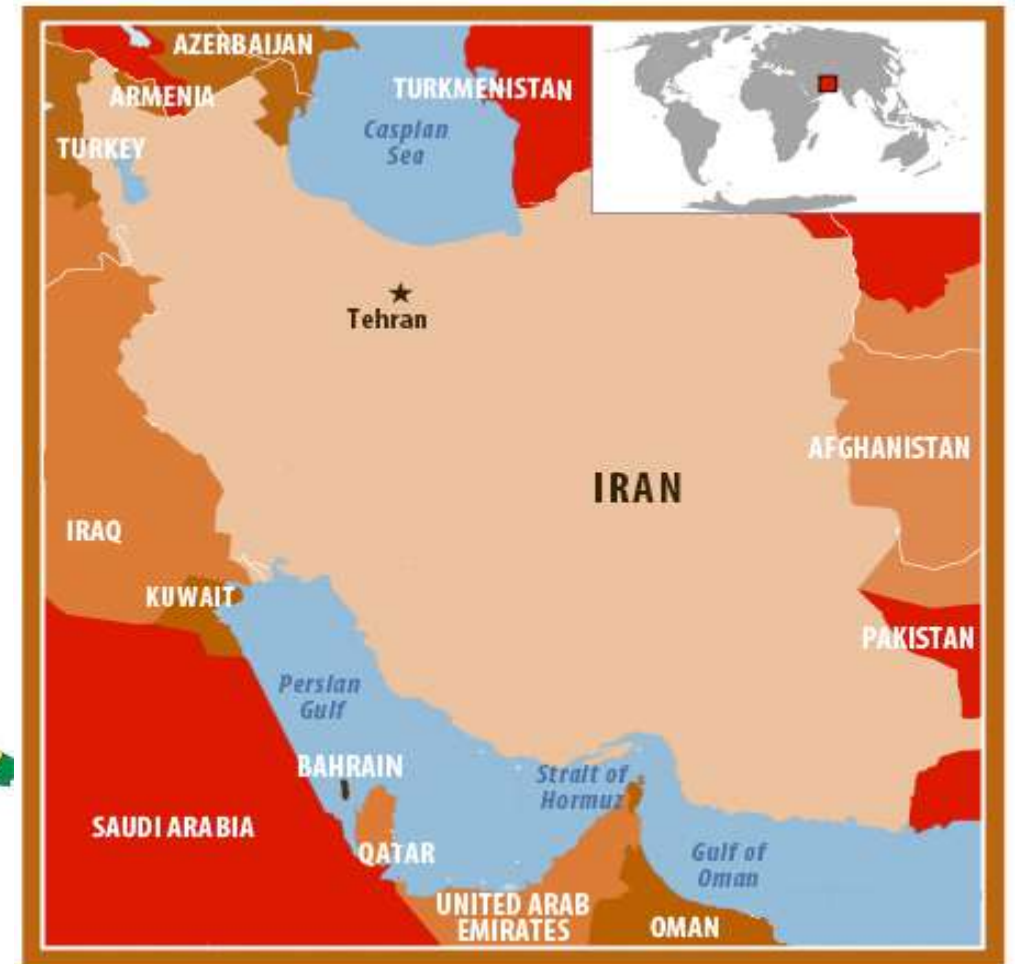 AZERBAIJAN
ARMENIA
TURKMENISTAN
Caspian
Sea
TURKEY
Tehran
IRAN
AFGHANISTAN
IRAQ
KUWAIT
PAKISTAN
Persian
Gulf
BAHRAIN
Strait of
Hormuz
SAUDI ARABIA
QATAR
Gulf of
Oman
UNITED ARAB
EMIRATES
OMAN